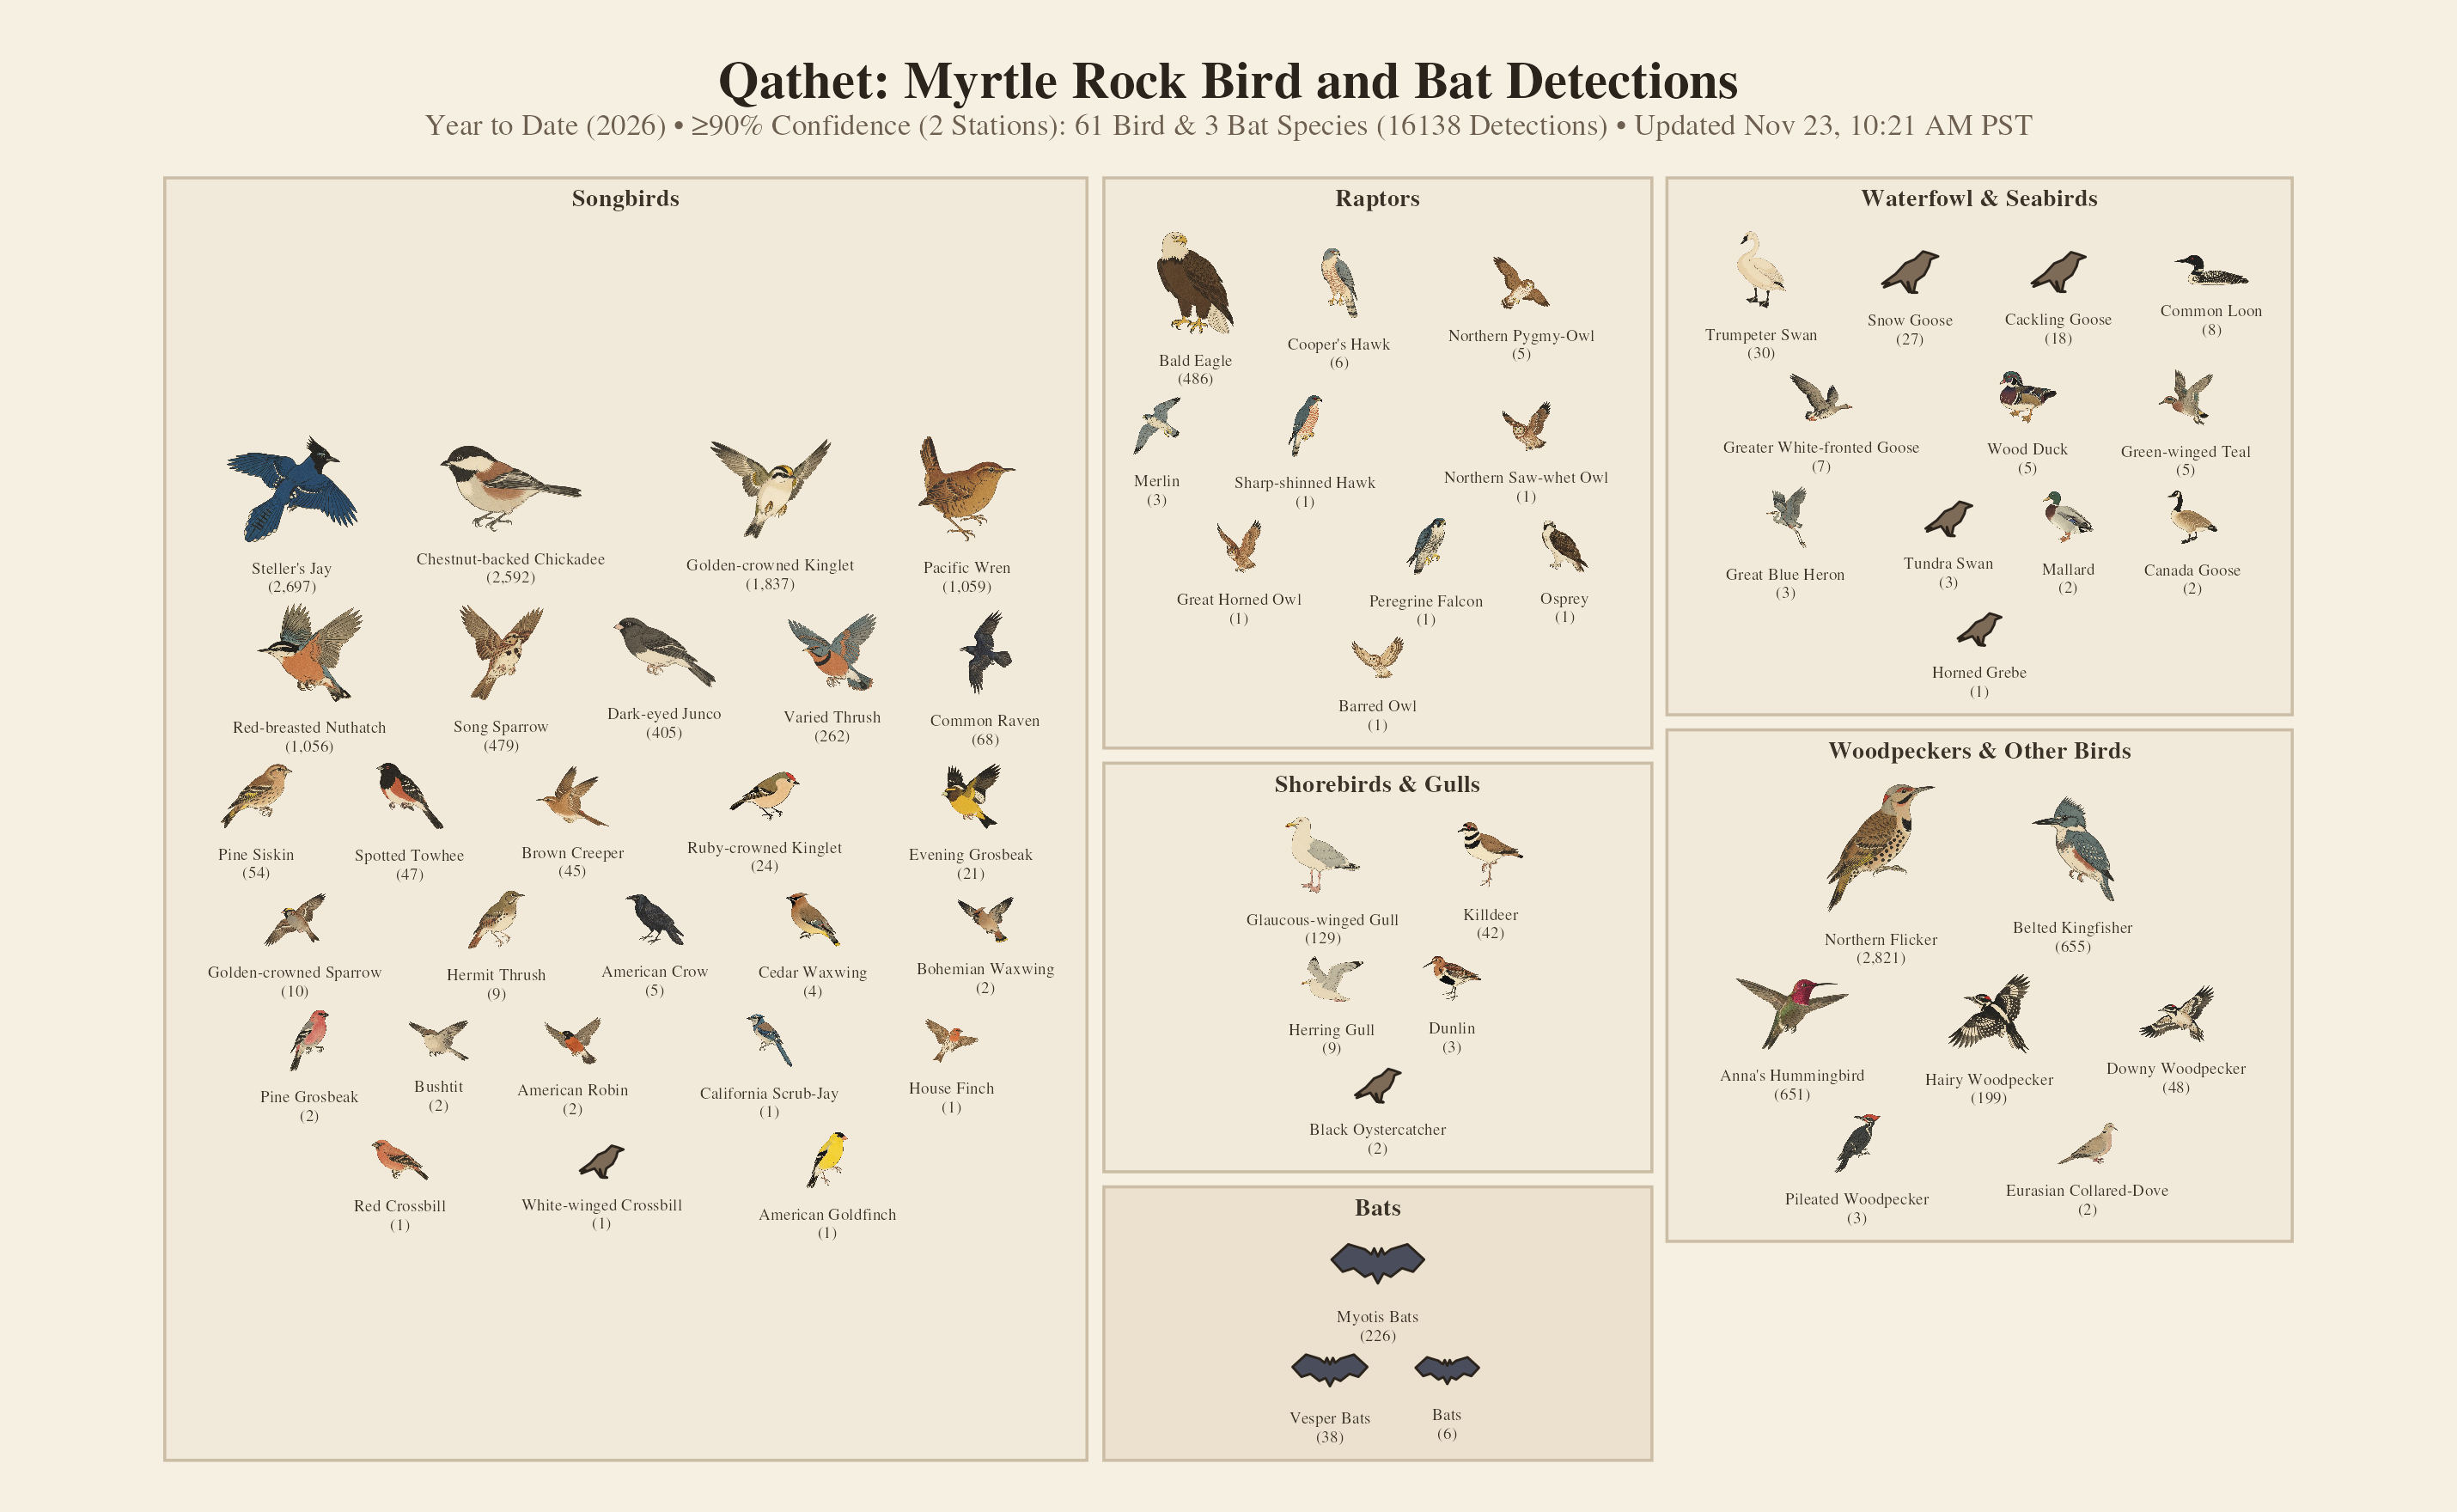 Qathet: Myrtle Rock Bird and Bat Detections
Year to Date (2026) • ≥90% Confidence (2 Stations): 61 Bird & 3 Bat Species (16138 Detections) • Updated Nov 23, 10:21 AM PST
Songbirds
Steller's Jay
(2,697)
Chestnut-backed Chickadee
(2,592)
Golden-crowned Kinglet
(1,837)
Pacific Wren
(1,059)
Red-breasted Nuthatch
(1,056)
Song Sparrow
(479)
Dark-eyed Junco
(405)
Varied Thrush
(262)
Common Raven
(68)
Pine Siskin
(54)
Spotted Towhee
(47)
Brown Creeper
(45)
Ruby-crowned Kinglet
(24)
Evening Grosbeak
(21)
Golden-crowned Sparrow
(10)
Hermit Thrush
(9)
American Crow
(5)
Cedar Waxwing
(4)
Bohemian Waxwing
(2)
Pine Grosbeak
(2)
Bushtit
(2)
American Robin
(2)
California Scrub-Jay
(1)
House Finch
(1)
Red Crossbill
(1)
White-winged Crossbill
(1)
American Goldfinch
(1)
Raptors
Bald Eagle
(486)
Cooper's Hawk
(6)
Northern Pygmy-Owl
(5)
Merlin
(3)
Sharp-shinned Hawk
(1)
Northern Saw-whet Owl
(1)
Great Horned Owl
(1)
Peregrine Falcon
(1)
Osprey
(1)
Barred Owl
(1)
Shorebirds & Gulls
Glaucous-winged Gull
(129)
Killdeer
(42)
Herring Gull
(9)
Dunlin
(3)
Black Oystercatcher
(2)
Bats
Myotis Bats
(226)
Vesper Bats
(38)
Bats
(6)
Waterfowl & Seabirds
Trumpeter Swan
(30)
Snow Goose
(27)
Cackling Goose
(18)
Common Loon
(8)
Greater White-fronted Goose
(7)
Wood Duck
(5)
Green-winged Teal
(5)
Great Blue Heron
(3)
Tundra Swan
(3)
Mallard
(2)
Canada Goose
(2)
Horned Grebe
(1)
Woodpeckers & Other Birds
Northern Flicker
(2,821)
Belted Kingfisher
(655)
Anna's Hummingbird
(651)
Hairy Woodpecker
(199)
Downy Woodpecker
(48)
Pileated Woodpecker
(3)
Eurasian Collared-Dove
(2)